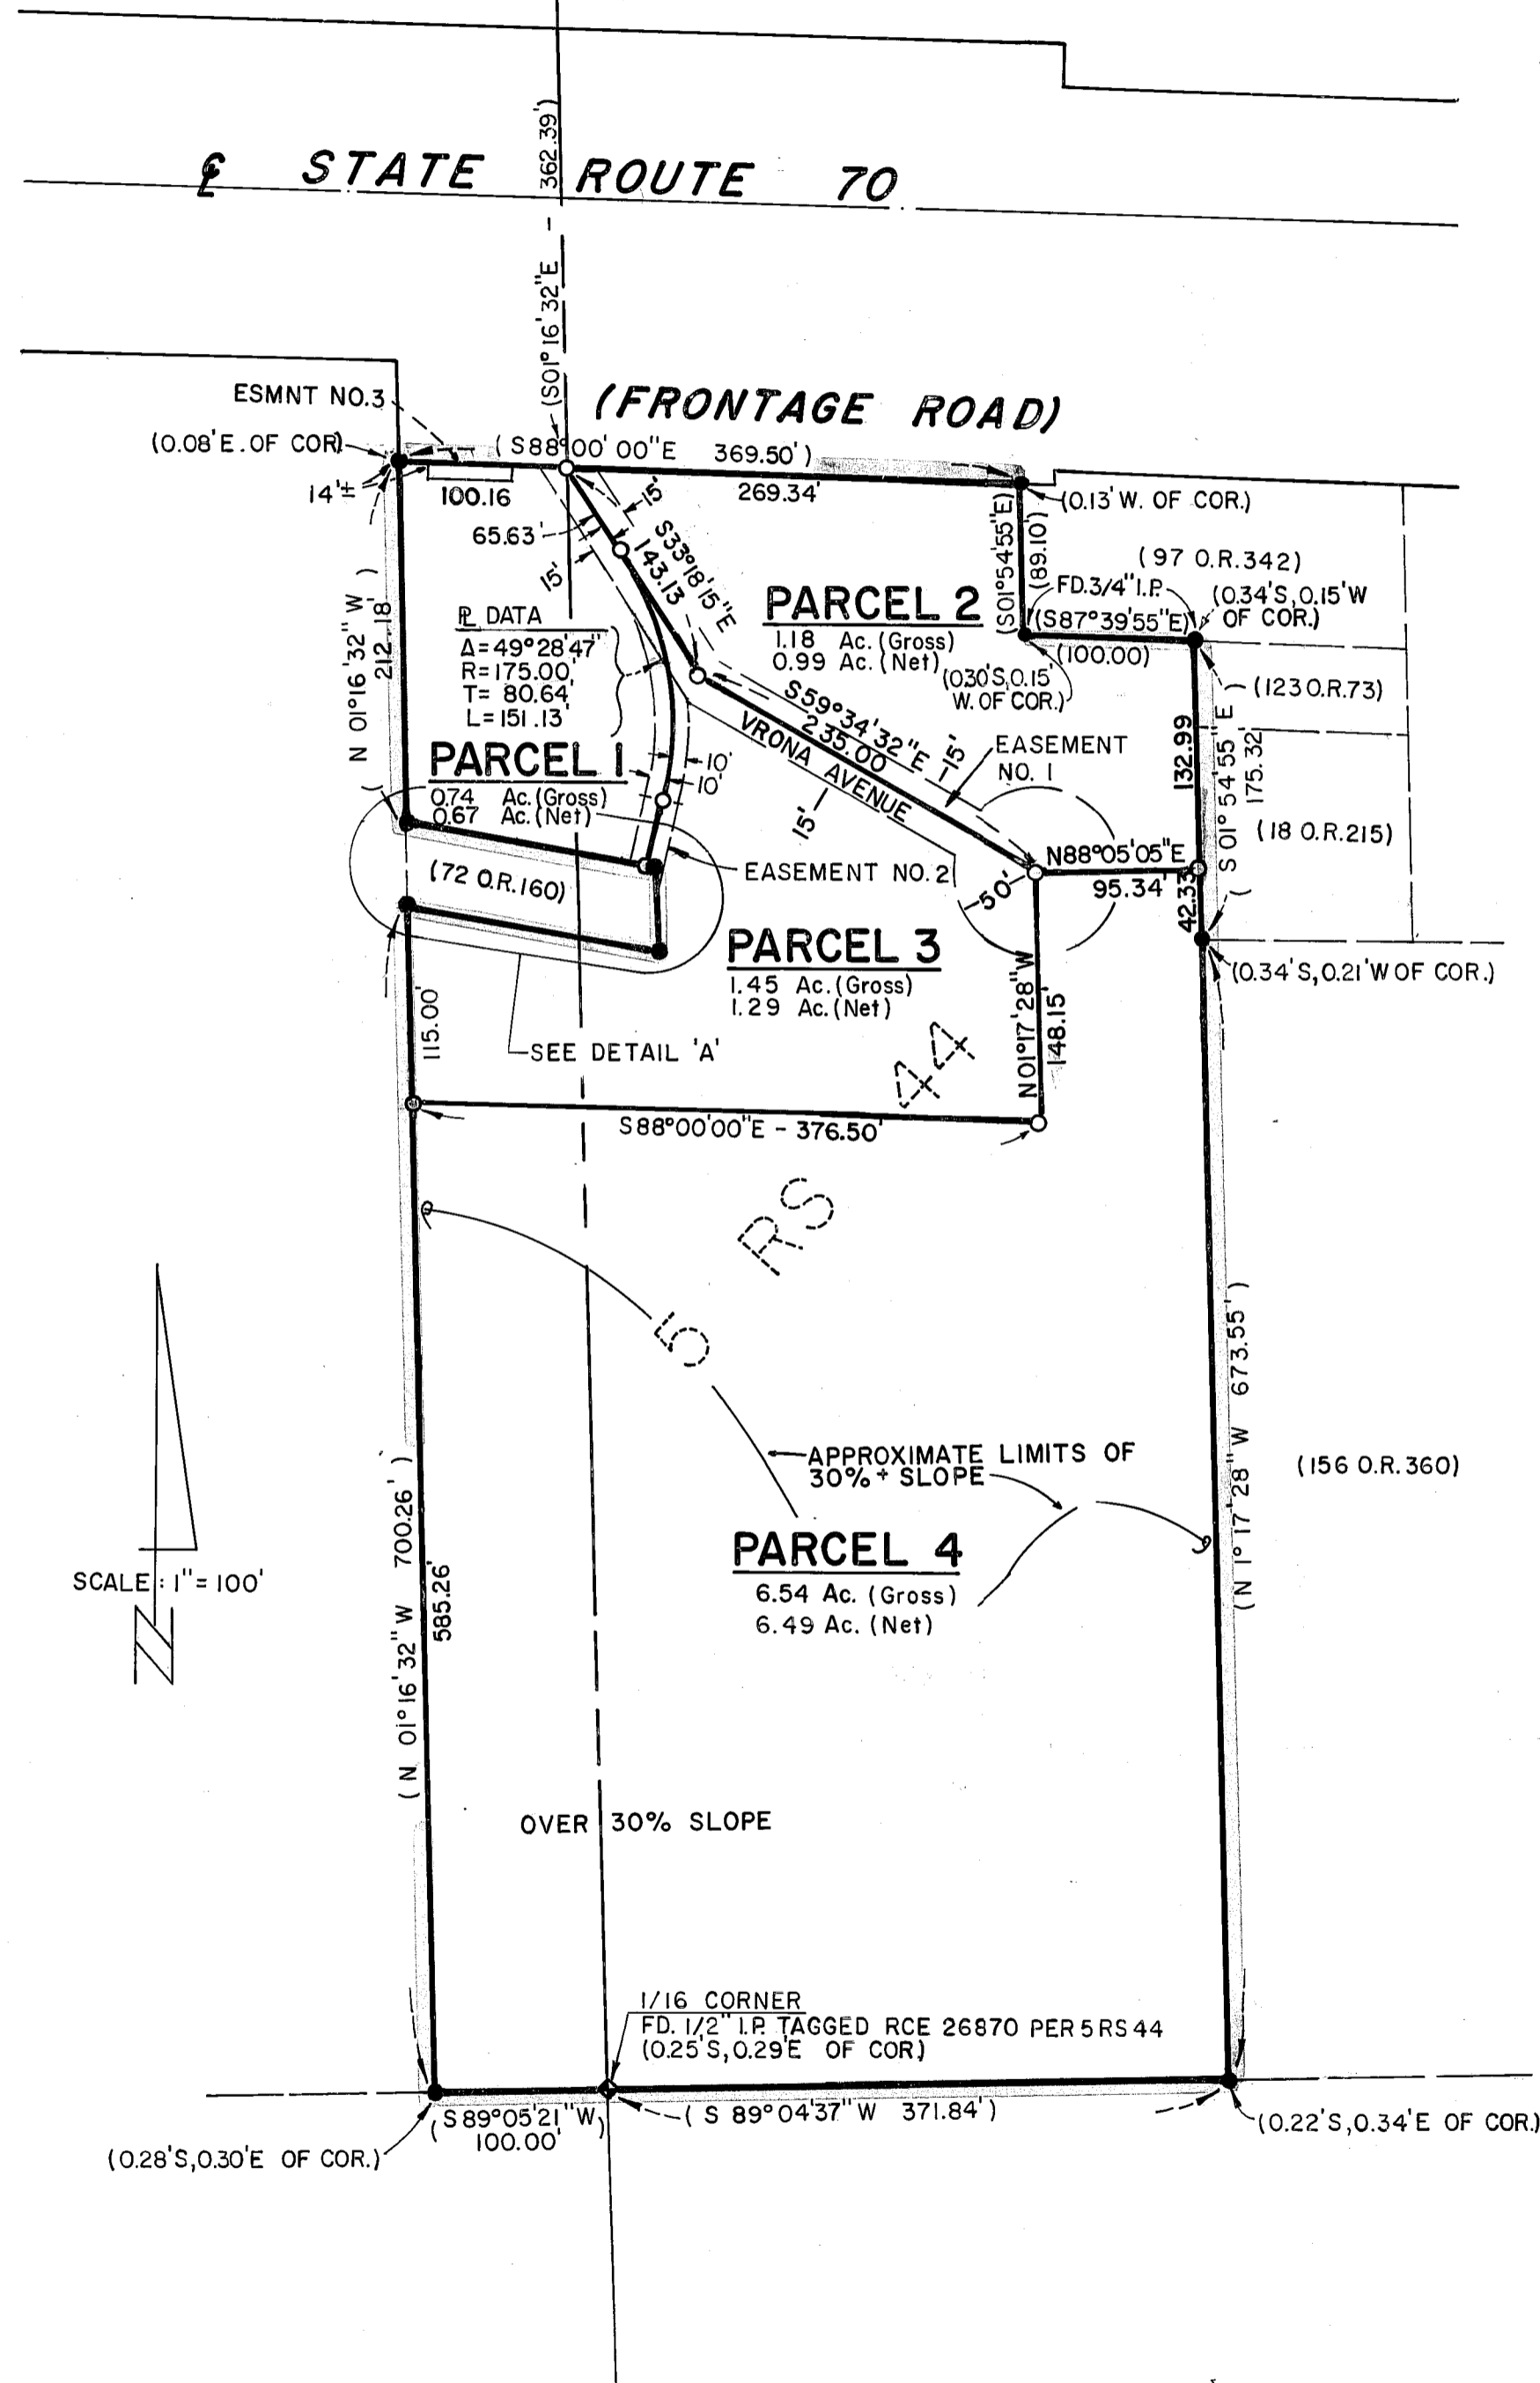 (S01°16'32"E - 362.39')
℄ STATE ROUTE 70
(FRONTAGE ROAD)
ESMNT NO.3
(0.08'E. OF COR)
(S88°00'00"E 369.50')
14'±
100.16
269.34'
(0.13'W. OF COR.)
65.63'
15'
15'
S33°18'15"E
143.13
(S01°54'55"E)
(89.10')
(97 O.R.342)
FD.3/4" I.P.
(0.34'S,0.15'W
OF COR.)
(S87°39'55"E)
(100.00)
(0.30'S,0.15'
W. OF COR.)
PARCEL 2
1.18 Ac. (Gross)
0.99 Ac. (Net)
(N 01°16'32" W)
212.18'
PL DATA
Δ=49°28'47"
R=175.00'
T= 80.64'
L=151.13'
S59°34'32"E
235.00
VRONA AVENUE
15'
15'
EASEMENT
NO. 1
(123 O.R.73)
132.99
(S 01°54'55" E
175.32'
(18 O.R.215)
PARCEL 1
0.74 Ac. (Gross)
0.67 Ac. (Net)
10'
10'
(72 O.R.160)
EASEMENT NO. 2
50'
N88°05'05"E
95.34'
42.33
(0.34'S,0.21'W OF COR.)
PARCEL 3
1.45 Ac. (Gross)
1.29 Ac. (Net)
115.00'
SEE DETAIL 'A'
N01°17'28"W
148.15'
S88°00'00"E - 376.50'
5 RS 44
APPROXIMATE LIMITS OF
30%+ SLOPE
(N 1°17'28" W 673.55')
(156 O.R.360)
PARCEL 4
6.54 Ac. (Gross)
6.49 Ac. (Net)
(N 01°16'32" W 700.26')
585.26'
SCALE : 1"= 100'
N
OVER 30% SLOPE
1/16 CORNER
FD. 1/2" I.P. TAGGED RCE 26870 PER 5 RS 44
(0.25'S,0.29'E OF COR.)
(S 89°05'21"W,)
100.00'
(S 89°04'37"W 371.84')
(0.28'S,0.30'E OF COR.)
(0.22'S,0.34'E OF COR.)